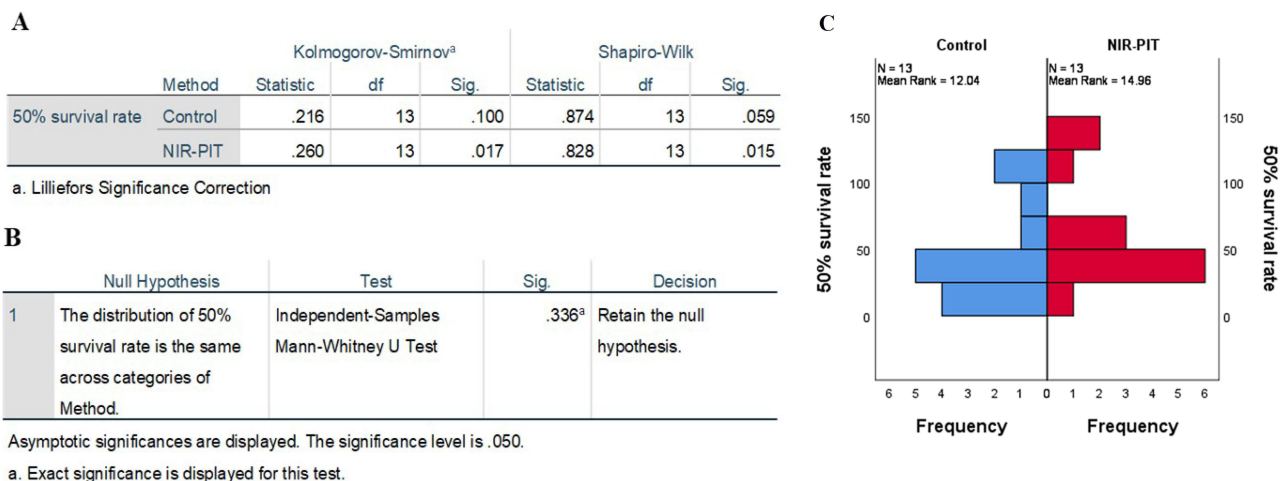 A
Kolmogorov-Smirnovᵃ Shapiro-Wilk
Method Statistic df Sig. Statistic df Sig.
50% survival rate Control .216 13 .100 .874 13 .059
NIR-PIT .260 13 .017 .828 13 .015
a. Lilliefors Significance Correction
B
Null Hypothesis Test Sig. Decision
1 The distribution of 50% Independent-Samples .336ᵃ Retain the null
survival rate is the same Mann-Whitney U Test hypothesis.
across categories of
Method.
Asymptotic significances are displayed. The significance level is .050.
a. Exact significance is displayed for this test.
C
Control NIR-PIT
N = 13 N = 13
Mean Rank = 12.04 Mean Rank = 14.96
50% survival rate
150 150
100 100
50 50
0 0
50% survival rate
6 5 4 3 2 1 0 1 2 3 4 5 6
Frequency Frequency